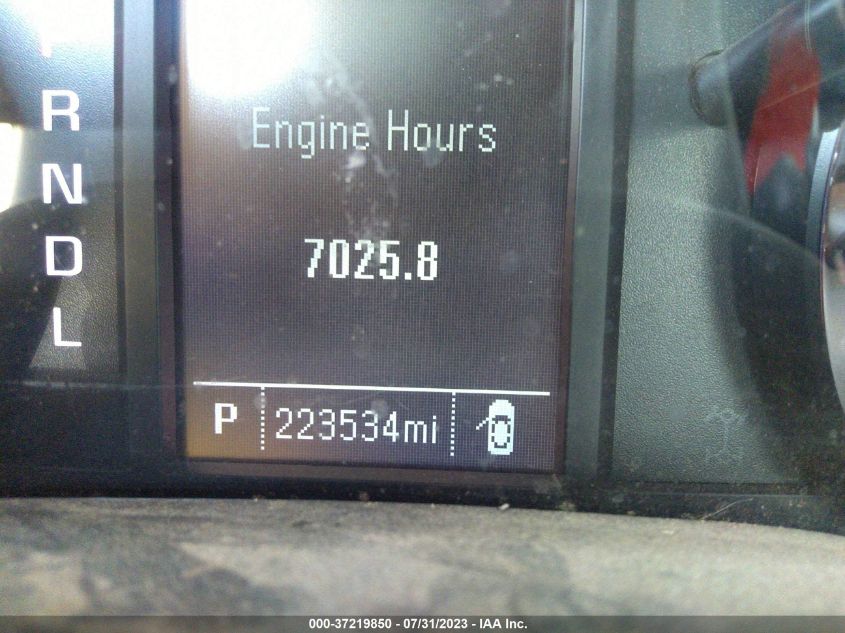 R
N
D
L
Engine Hours
7025.8
P 223534mi
000-37219850 - 07/31/2023 - IAA Inc.